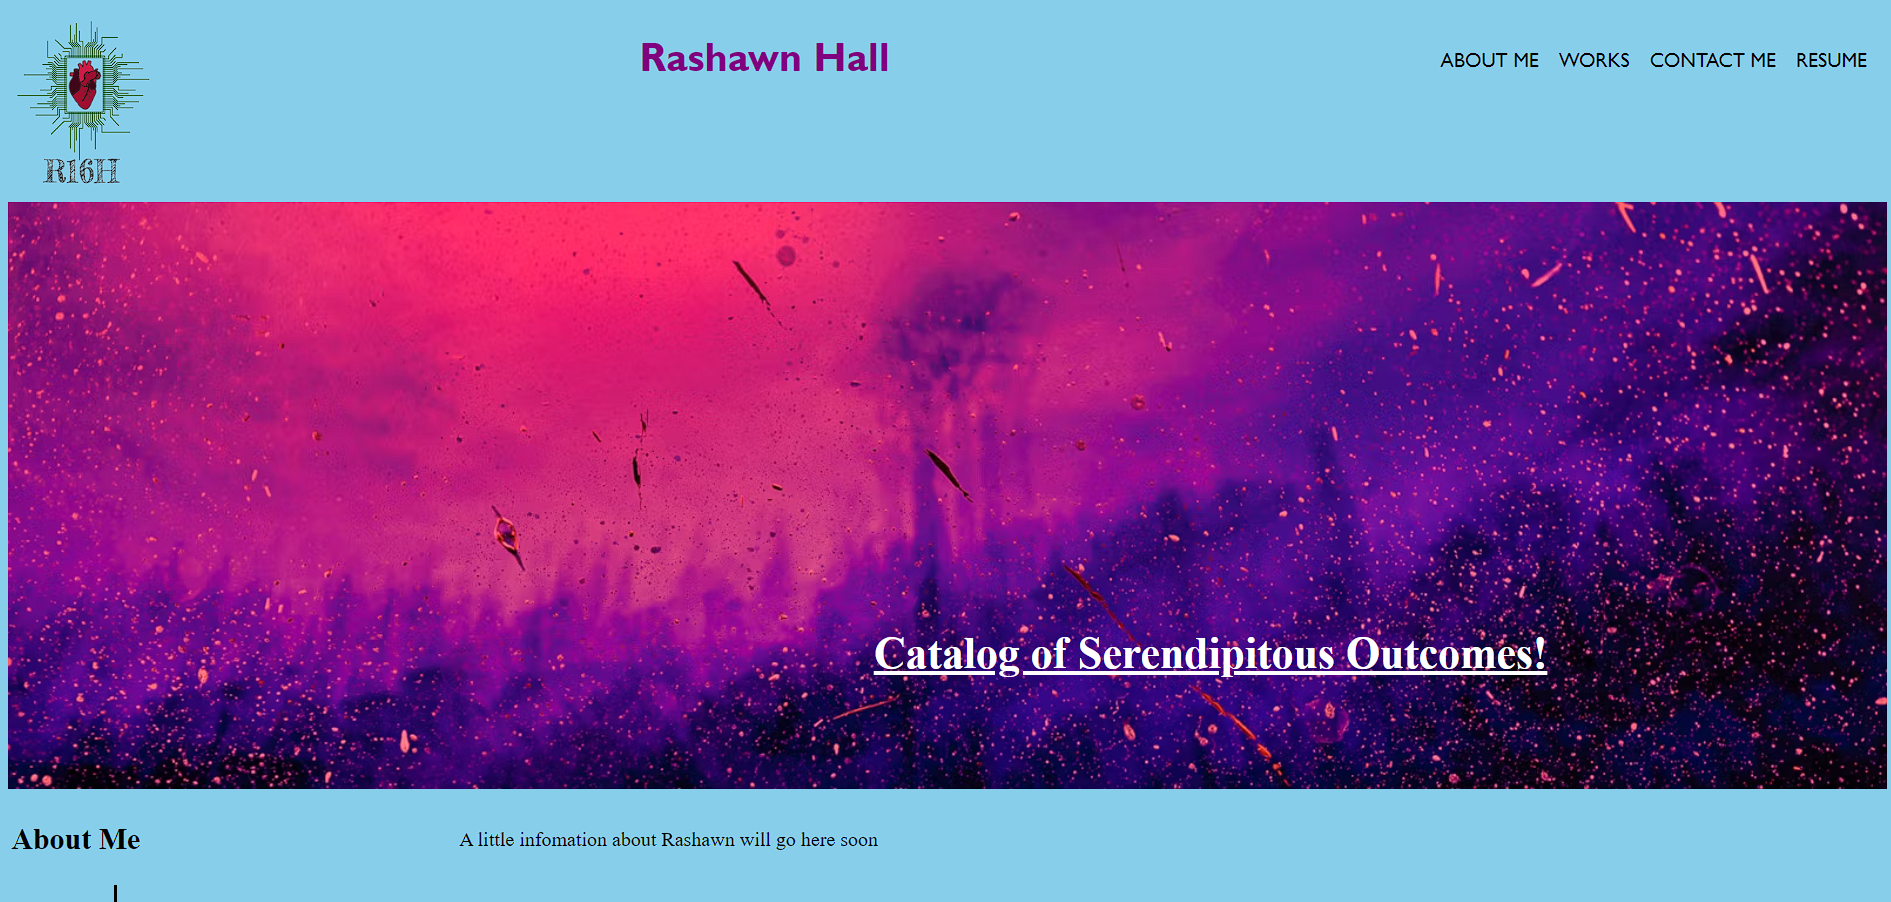 Rashawn Hall
ABOUT ME WORKS CONTACT ME RESUME
R16H
Catalog of Serendipitous Outcomes!
About Me
A little infomation about Rashawn will go here soon